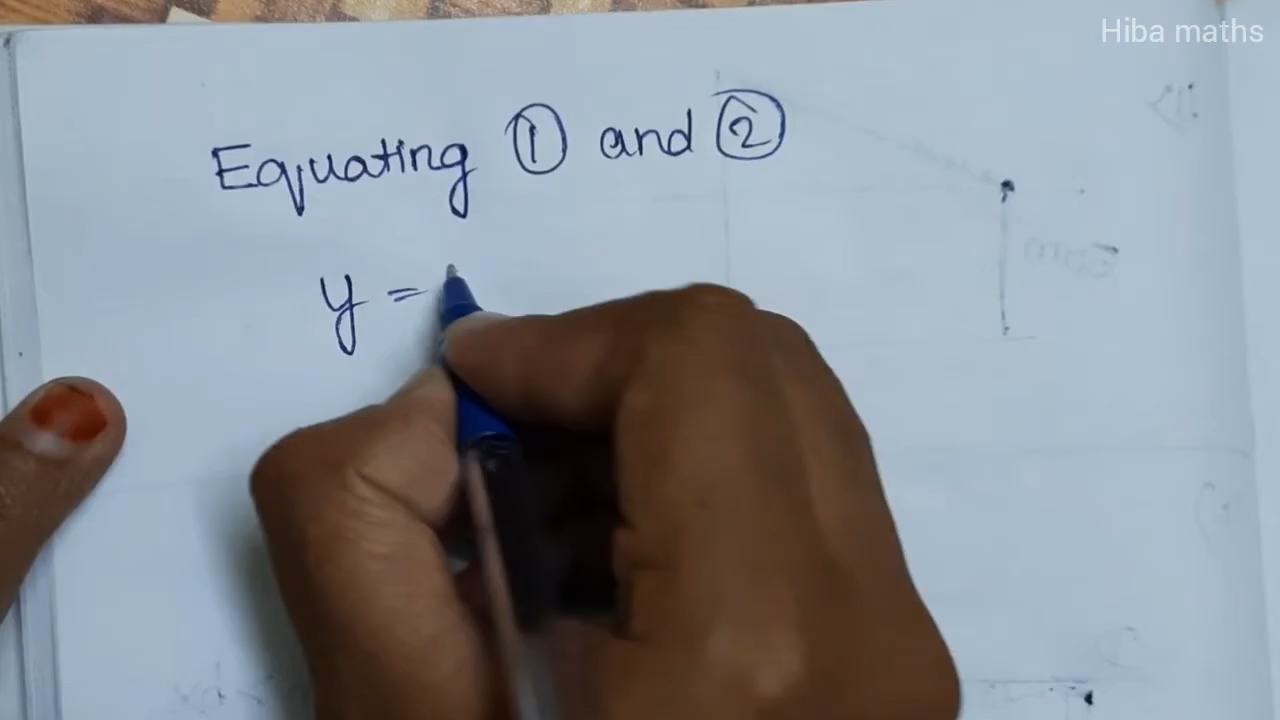 Hiba maths
Equating ① and ②
y =